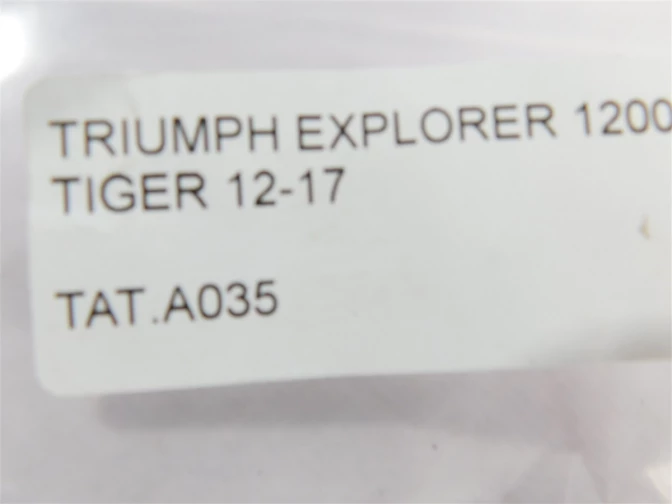 TRIUMPH EXPLORER 1200
TIGER 12-17
TAT.A035